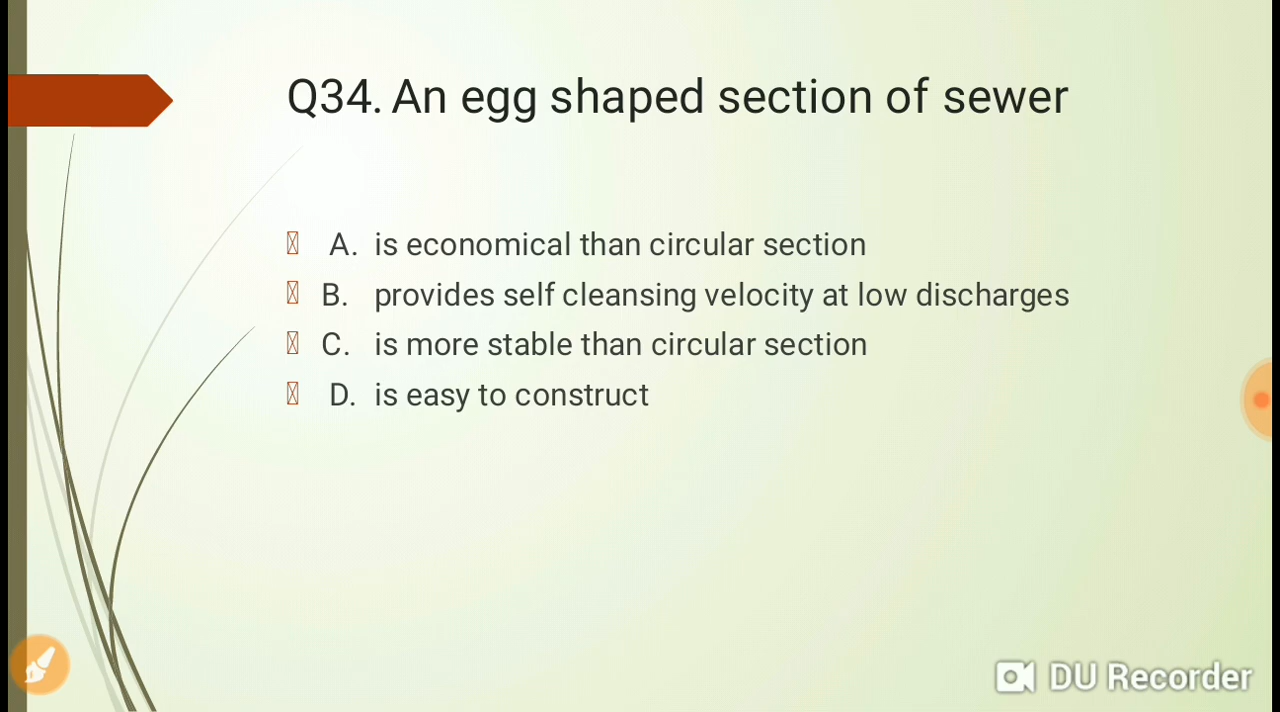 Q34. An egg shaped section of sewer
A. is economical than circular section
B. provides self cleansing velocity at low discharges
C. is more stable than circular section
D. is easy to construct
DU Recorder